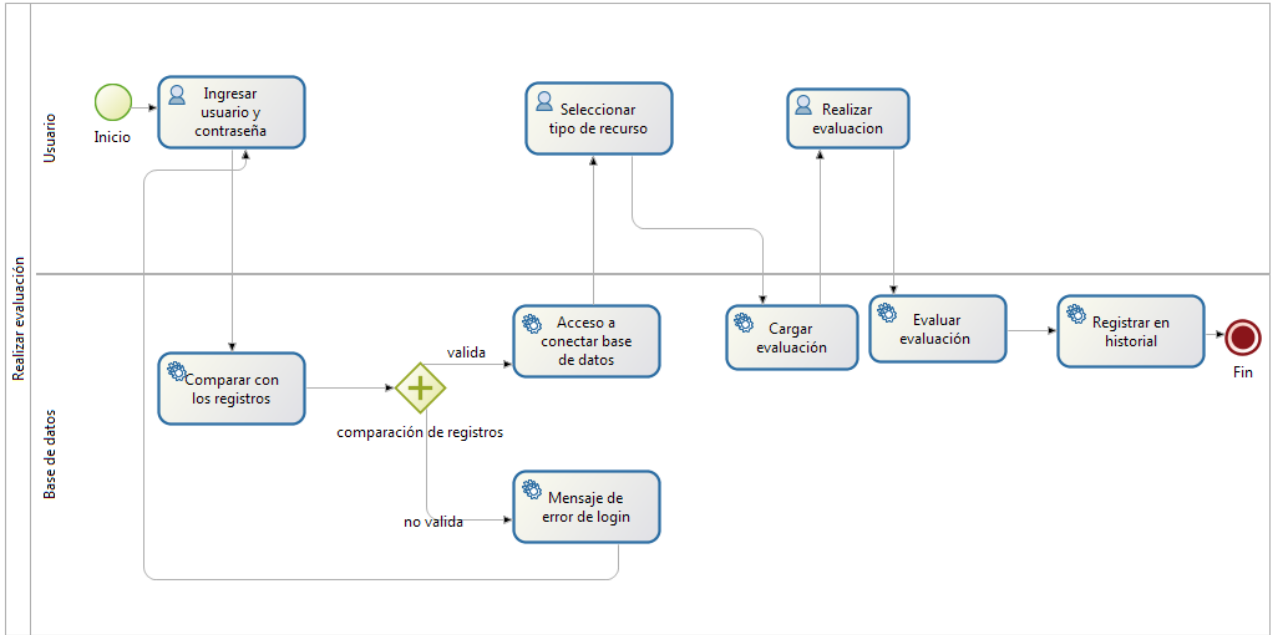 Realizar evaluación
Usuario
Inicio
Ingresar
usuario y
contraseña
Seleccionar
tipo de recurso
Realizar
evaluacion
Base de datos
Comparar con
los registros
comparación de registros
valida
no valida
Acceso a
conectar base
de datos
Mensaje de
error de login
Cargar
evaluación
Evaluar
evaluación
Registrar en
historial
Fin